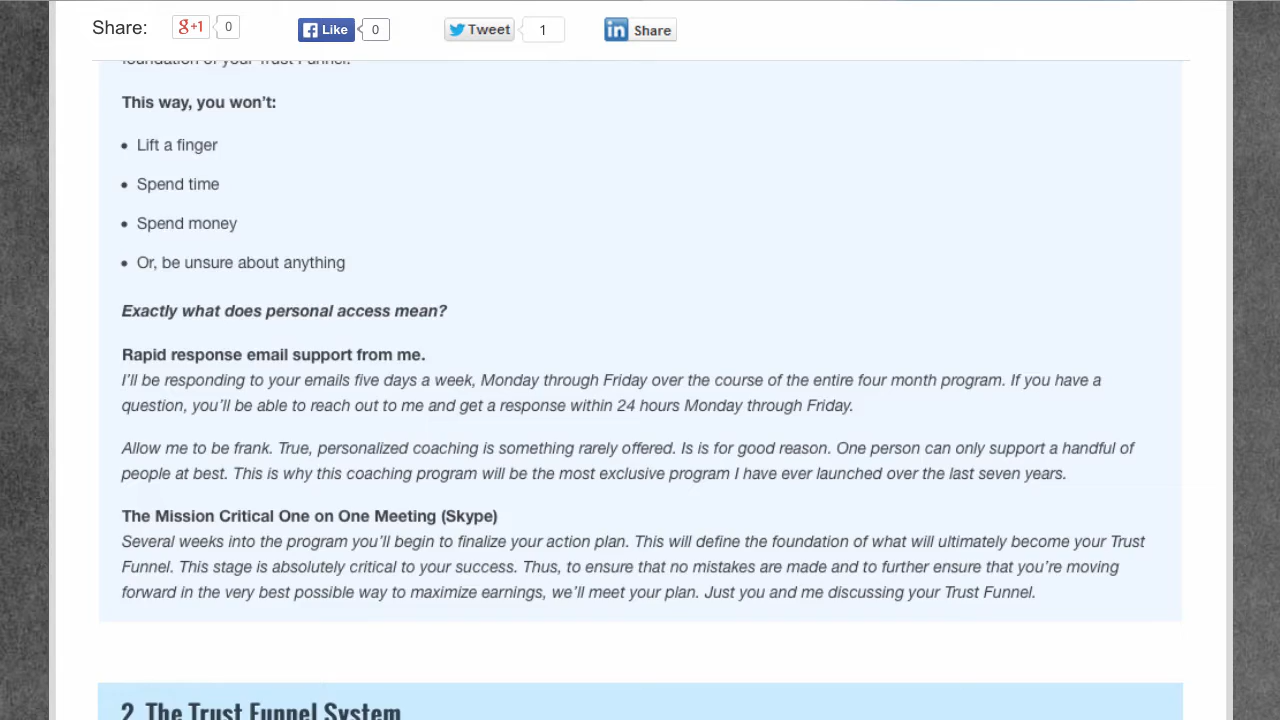 Share: g+1 0 Like 0 Tweet 1 in Share
foundation of your Trust Funnel.
This way, you won’t:
• Lift a finger
• Spend time
• Spend money
• Or, be unsure about anything
Exactly what does personal access mean?
Rapid response email support from me.
I’ll be responding to your emails five days a week, Monday through Friday over the course of the entire four month program. If you have a
question, you’ll be able to reach out to me and get a response within 24 hours Monday through Friday.
Allow me to be frank. True, personalized coaching is something rarely offered. Is is for good reason. One person can only support a handful of
people at best. This is why this coaching program will be the most exclusive program I have ever launched over the last seven years.
The Mission Critical One on One Meeting (Skype)
Several weeks into the program you’ll begin to finalize your action plan. This will define the foundation of what will ultimately become your Trust
Funnel. This stage is absolutely critical to your success. Thus, to ensure that no mistakes are made and to further ensure that you’re moving
forward in the very best possible way to maximize earnings, we’ll meet your plan. Just you and me discussing your Trust Funnel.
2. The Trust Funnel System